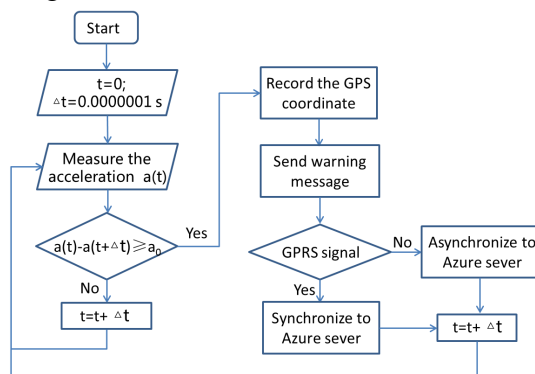 Start
t=0;
△t=0.0000001 s
Measure the
acceleration a(t)
a(t)-a(t+△t)≥a₀
Yes
No
t=t+ △t
Record the GPS
coordinate
Send warning
message
GPRS signal
No
Yes
Asynchronize to
Azure sever
Synchronize to
Azure sever
t=t+ △t